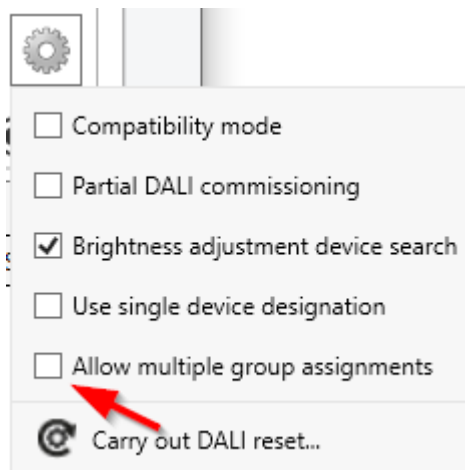 Compatibility mode
Partial DALI commissioning
Brightness adjustment device search
Use single device designation
Allow multiple group assignments
Carry out DALI reset...